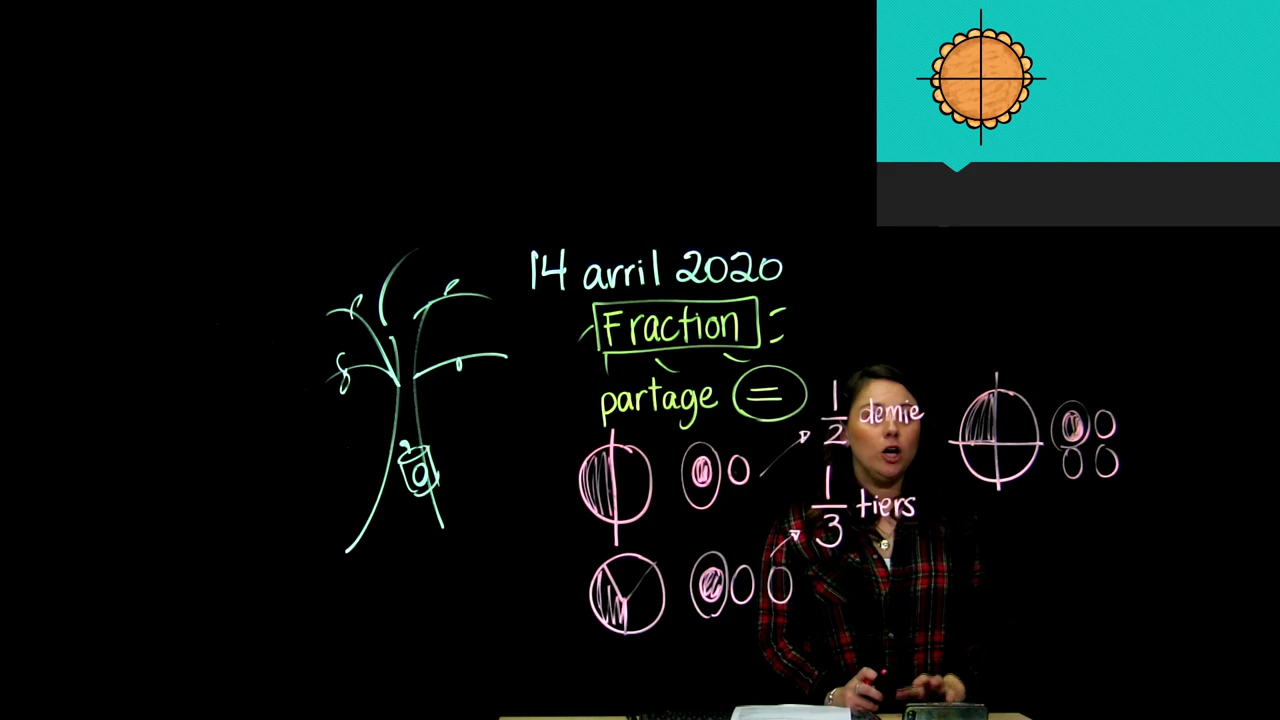 14 avril 2020
Fraction :
partage =
1/2 demie
1/3 tiers